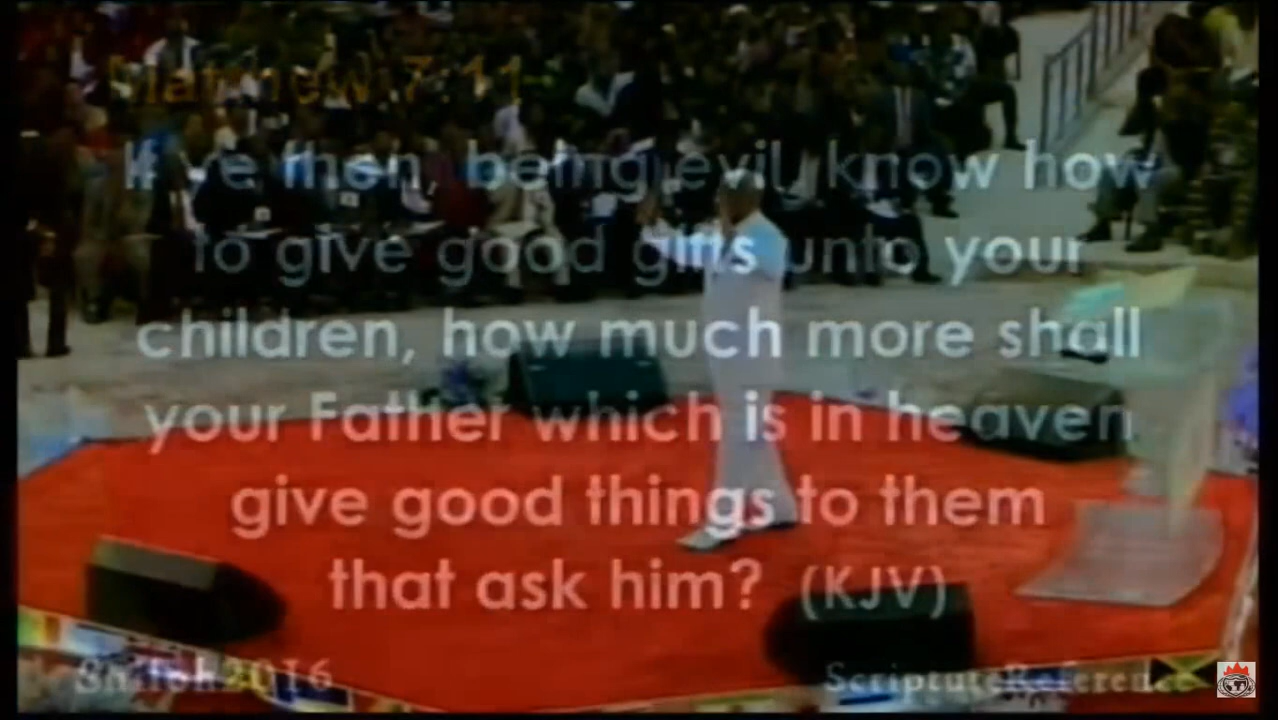 Matthew 7:11
If ye then, being evil, know how
to give good gifts unto your
children, how much more shall
your Father which is in heaven
give good things to them
that ask him? (KJV)
Shiloh2016
ScriptuteReference